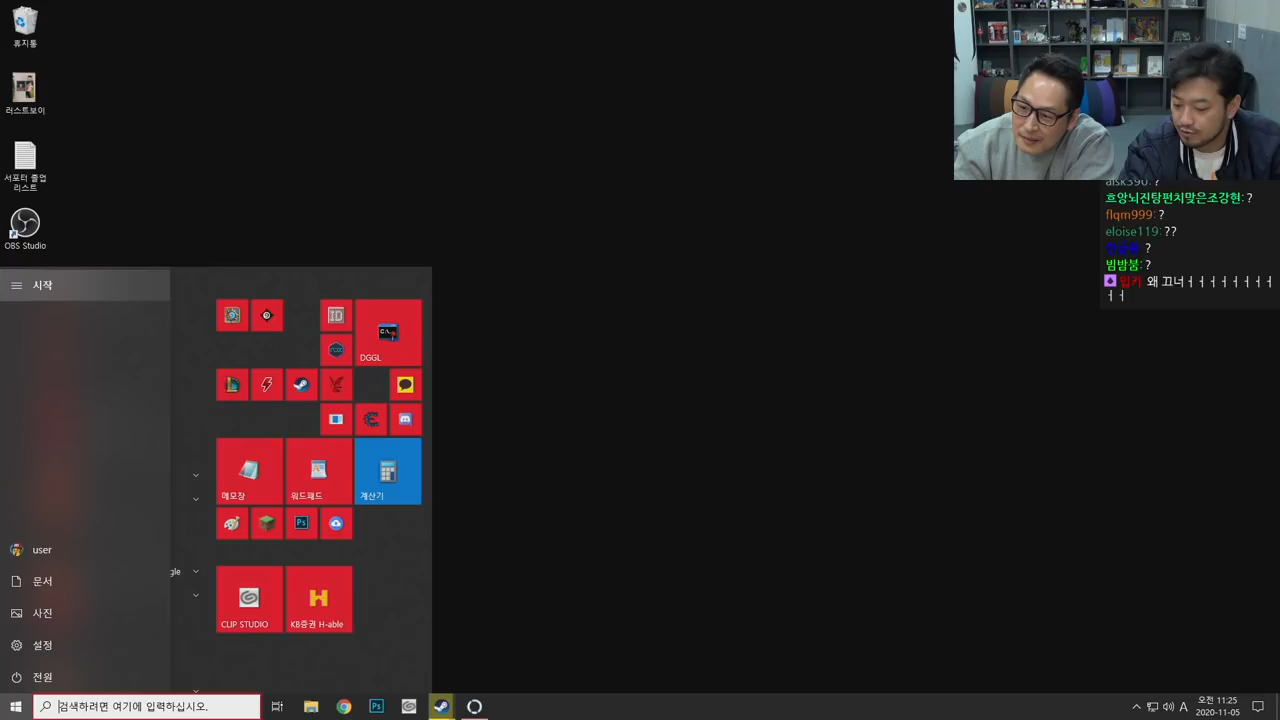 휴지통
러스트보이
서포터 졸업
리스트
OBS Studio
시작
DGGL
메모장
워드패드
계산기
CLIP STUDIO
KB증권 H-able
user
문서
사진
설정
전원
검색하려면 여기에 입력하십시오.
오전 11:25
2020-11-05
흐앙뇌진탕펀치맞은조강현: ?
flqm999: ?
eloise119: ??
?
빔밤붐: ?
왜 끄너ㅓㅓㅓㅓㅓㅓㅓ
ㅓㅓ